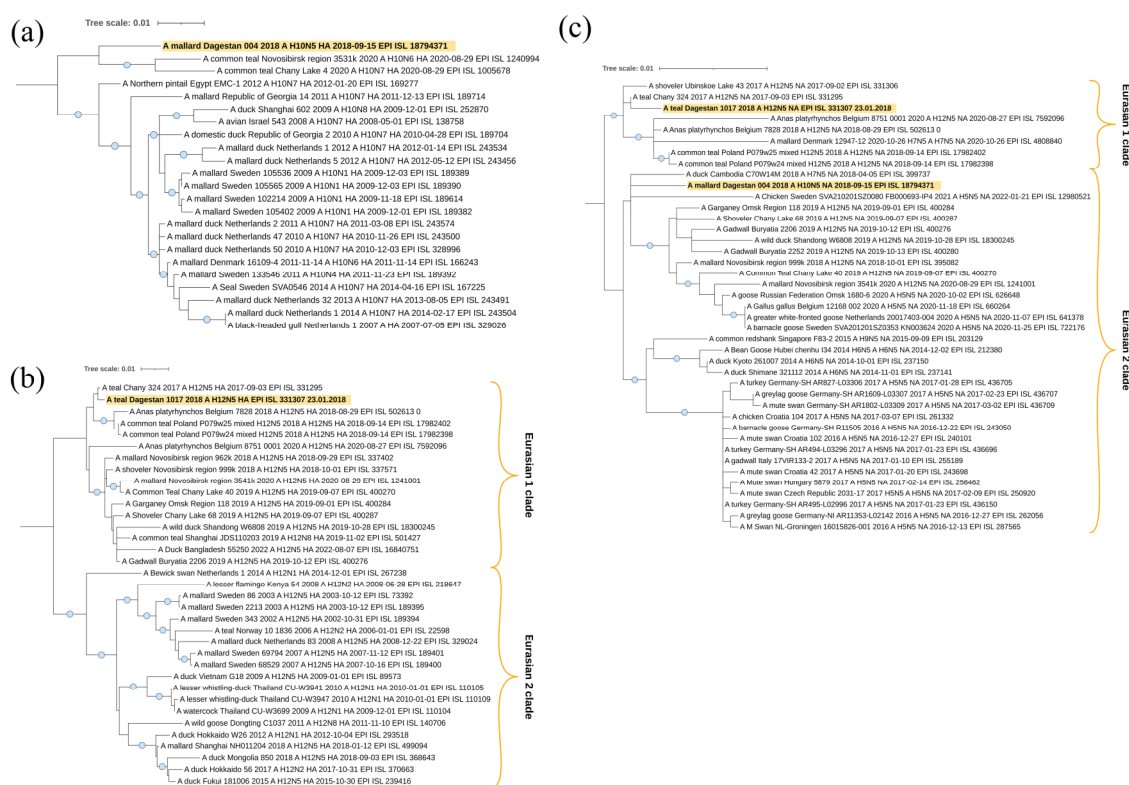 (a)
Tree scale: 0.01
A mallard Dagestan 004 2018 A H10N5 HA 2018-09-15 EPI ISL 18794371
A common teal Novosibirsk region 3531k 2020 A H10N6 HA 2020-08-29 EPI ISL 1240994
A common teal Chany Lake 4 2020 A H10N7 HA 2020-08-29 EPI ISL 1005678
A Northern pintail Egypt EMC-1 2012 A H10N7 HA 2012-01-20 EPI ISL 169277
A mallard Republic of Georgia 14 2011 A H10N7 HA 2011-12-13 EPI ISL 189714
A duck Shanghai 602 2009 A H10N8 HA 2009-12-01 EPI ISL 252870
A avian Israel 543 2008 A H10N7 HA 2008-05-01 EPI ISL 138758
A domestic duck Republic of Georgia 2 2010 A H10N7 HA 2010-04-28 EPI ISL 189704
A mallard duck Netherlands 1 2012 A H10N7 HA 2012-01-14 EPI ISL 243534
A mallard duck Netherlands 5 2012 A H10N7 HA 2012-05-12 EPI ISL 243456
A mallard Sweden 105536 2009 A H10N1 HA 2009-12-03 EPI ISL 189389
A mallard Sweden 105565 2009 A H10N1 HA 2009-12-03 EPI ISL 189390
A mallard Sweden 102214 2009 A H10N1 HA 2009-11-18 EPI ISL 189614
A mallard Sweden 105402 2009 A H10N1 HA 2009-12-01 EPI ISL 189382
A mallard duck Netherlands 2 2011 A H10N7 HA 2011-03-08 EPI ISL 243574
A mallard duck Netherlands 47 2010 A H10N7 HA 2010-11-26 EPI ISL 243500
A mallard duck Netherlands 50 2010 A H10N7 HA 2010-12-03 EPI ISL 328996
A mallard Denmark 16109-4 2011-11-14 A H10N6 HA 2011-11-14 EPI ISL 166243
A mallard Sweden 133546 2011 A H10N4 HA 2011-11-23 EPI ISL 189392
A Seal Sweden SVA0546 2014 A H10N7 HA 2014-04-16 EPI ISL 167225
A mallard duck Netherlands 32 2013 A H10N7 HA 2013-08-05 EPI ISL 243491
A mallard duck Netherlands 1 2014 A H10N7 HA 2014-02-17 EPI ISL 243504
A black-headed gull Netherlands 1 2007 A HA 2007-07-05 EPI ISL 329026
(b)
Tree scale: 0.01
A teal Chany 324 2017 A H12N5 HA 2017-09-03 EPI ISL 331295
A teal Dagestan 1017 2018 A H12N5 HA EPI ISL 331307 23.01.2018
A Anas platyrhynchos Belgium 7828 2018 A H12N5 HA 2018-08-29 EPI ISL 502613 0
A common teal Poland P079w25 mixed H12N5 2018 A H12N5 HA 2018-09-14 EPI ISL 17982402
A common teal Poland P079w24 mixed H12N5 2018 A H12N5 HA 2018-09-14 EPI ISL 17982398
A Anas platyrhynchos Belgium 8751 0001 2020 A H12N5 HA 2020-08-27 EPI ISL 7592096
A mallard Novosibirsk region 962k 2018 A H12N5 HA 2018-09-29 EPI ISL 337402
A shoveler Novosibirsk region 999k 2018 A H12N5 HA 2018-10-01 EPI ISL 337571
A mallard Novosibirsk region 3541k 2020 A H12N5 HA 2020-08-29 EPI ISL 1241001
A Common Teal Chany Lake 40 2019 A H12N5 HA 2019-09-07 EPI ISL 400270
A Garganey Omsk Region 118 2019 A H12N5 HA 2019-09-01 EPI ISL 400284
A Shoveler Chany Lake 68 2019 A H12N5 HA 2019-09-07 EPI ISL 400287
A wild duck Shandong W6808 2019 A H12N5 HA 2019-10-28 EPI ISL 18300245
A common teal Shanghai JDS110203 2019 A H12N8 HA 2019-11-02 EPI ISL 501427
A Duck Bangladesh 55250 2022 A H12N5 HA 2022-08-07 EPI ISL 16840751
A Gadwall Buryatia 2206 2019 A H12N5 HA 2019-10-12 EPI ISL 400276
A Bewick swan Netherlands 1 2014 A H12N1 HA 2014-12-01 EPI ISL 267238
A lesser flamingo Kenya 54 2008 A H12N2 HA 2008-06-28 EPI ISL 218647
A mallard Sweden 86 2003 A H12N5 HA 2003-10-12 EPI ISL 73392
A mallard Sweden 2213 2003 A H12N5 HA 2003-10-12 EPI ISL 189395
A mallard Sweden 343 2002 A H12N5 HA 2002-10-31 EPI ISL 189394
A teal Norway 10 1836 2006 A H12N2 HA 2006-01-01 EPI ISL 22598
A mallard duck Netherlands 83 2008 A H12N5 HA 2008-12-22 EPI ISL 329024
A mallard Sweden 69794 2007 A H12N5 HA 2007-11-12 EPI ISL 189401
A mallard Sweden 68529 2007 A H12N5 HA 2007-10-16 EPI ISL 189400
A duck Vietnam G18 2009 A H12N5 HA 2009-01-01 EPI ISL 89573
A lesser whistling-duck Thailand CU-W3941 2010 A H12N1 HA 2010-01-01 EPI ISL 110105
A lesser whistling-duck Thailand CU-W3947 2010 A H12N1 HA 2010-01-01 EPI ISL 110109
A watercock Thailand CU-W3699 2009 A H12N1 HA 2009-12-01 EPI ISL 110104
A wild goose Dongting C1037 2011 A H12N8 HA 2011-11-10 EPI ISL 140706
A duck Hokkaido W26 2012 A H12N1 HA 2012-10-04 EPI ISL 293518
A mallard Shanghai NH011204 2018 A H12N5 HA 2018-01-12 EPI ISL 499094
A duck Mongolia 850 2018 A H12N5 HA 2018-09-03 EPI ISL 368643
A duck Hokkaido 56 2017 A H12N2 HA 2017-10-31 EPI ISL 370663
A duck Fukui 181006 2015 A H12N5 HA 2015-10-30 EPI ISL 239416
Eurasian 1 clade
Eurasian 2 clade
(c)
Tree scale: 0.01
A shoveler Ubinskoe Lake 43 2017 A H12N5 NA 2017-09-02 EPI ISL 331306
A teal Chany 324 2017 A H12N5 NA 2017-09-03 EPI ISL 331295
A teal Dagestan 1017 2018 A H12N5 NA EPI ISL 331307 23.01.2018
A Anas platyrhynchos Belgium 8751 0001 2020 A H12N5 NA 2020-08-27 EPI ISL 7592096
A Anas platyrhynchos Belgium 7828 2018 A H12N5 NA 2018-08-29 EPI ISL 502613 0
A mallard Denmark 12947-12 2020-10-26 H7N5 A H7N5 NA 2020-10-26 EPI ISL 4808840
A common teal Poland P079w25 mixed H12N5 2018 A H12N5 NA 2018-09-14 EPI ISL 17982402
A common teal Poland P079w24 mixed H12N5 2018 A H12N5 NA 2018-09-14 EPI ISL 17982398
A duck Cambodia C70W14M 2018 A H7N5 NA 2018-04-05 EPI ISL 399737
A mallard Dagestan 004 2018 A H10N5 NA 2018-09-15 EPI ISL 18794371
A Chicken Sweden SVA210201SZ0080 FB000693-IP4 2021 A H5N5 NA 2022-01-21 EPI ISL 12980521
A Garganey Omsk Region 118 2019 A H12N5 NA 2019-09-01 EPI ISL 400284
A Shoveler Chany Lake 68 2019 A H12N5 NA 2019-09-07 EPI ISL 400287
A Gadwall Buryatia 2206 2019 A H12N5 NA 2019-10-12 EPI ISL 400276
A wild duck Shandong W6808 2019 A H12N5 NA 2019-10-28 EPI ISL 18300245
A Gadwall Buryatia 2252 2019 A H12N5 NA 2019-10-13 EPI ISL 400280
A mallard Novosibirsk region 999k 2018 A H12N5 NA 2018-10-01 EPI ISL 395082
A Common Teal Chany Lake 40 2019 A H12N5 NA 2019-09-07 EPI ISL 400270
A mallard Novosibirsk region 3541k 2020 A H12N5 NA 2020-08-29 EPI ISL 1241001
A goose Russian Federation Omsk 1680-6 2020 A H5N5 NA 2020-10-02 EPI ISL 626648
A Gallus gallus Belgium 12168 002 2020 A H5N5 NA 2020-11-18 EPI ISL 660264
A greater white-fronted goose Netherlands 20017403-004 2020 A H5N5 NA 2020-11-07 EPI ISL 641378
A barnacle goose Sweden SVA201201SZ0353 KN003624 2020 A H5N5 NA 2020-11-25 EPI ISL 722176
A common redshank Singapore F83-2 2015 A H9N5 NA 2015-09-09 EPI ISL 203129
A Bean Goose Hubei chenhu I34 2014 H6N5 A H6N5 NA 2014-12-02 EPI ISL 212380
A duck Kyoto 261007 2014 A H6N5 NA 2014-10-01 EPI ISL 237150
A duck Shimane 321112 2014 A H6N5 NA 2014-11-01 EPI ISL 237141
A turkey Germany-SH AR827-L03306 2017 A H5N5 NA 2017-01-28 EPI ISL 436705
A greylag goose Germany-SH AR1609-L03307 2017 A H5N5 NA 2017-02-23 EPI ISL 436707
A mute swan Germany-SH AR1802-L03309 2017 A H5N5 NA 2017-03-02 EPI ISL 436709
A chicken Croatia 104 2017 A H5N5 NA 2017-03-07 EPI ISL 261332
A barnacle goose Germany-SH R11505 2016 A H5N5 NA 2016-12-22 EPI ISL 243050
A mute swan Croatia 102 2016 A H5N5 NA 2016-12-27 EPI ISL 240101
A turkey Germany-SH AR494-L03296 2017 A H5N5 NA 2017-01-23 EPI ISL 436696
A gadwall Italy 17VIR133-2 2017 A H5N5 NA 2017-01-10 EPI ISL 255189
A mute swan Croatia 42 2017 A H5N5 NA 2017-01-20 EPI ISL 243698
A Mute swan Hungary 5879 2017 A H5N5 NA 2017-02-14 EPI ISL 256462
A mute swan Czech Republic 2031-17 2017 H5N5 A H5N5 NA 2017-02-09 EPI ISL 250920
A turkey Germany-SH AR495-L02996 2017 A H5N5 NA 2017-01-23 EPI ISL 436150
A greylag goose Germany-NI AR11353-L02142 2016 A H5N5 NA 2016-12-27 EPI ISL 262056
A M Swan NL-Groningen 16015826-001 2016 A H5N5 NA 2016-12-13 EPI ISL 287565
Eurasian 1 clade
Eurasian 2 clade